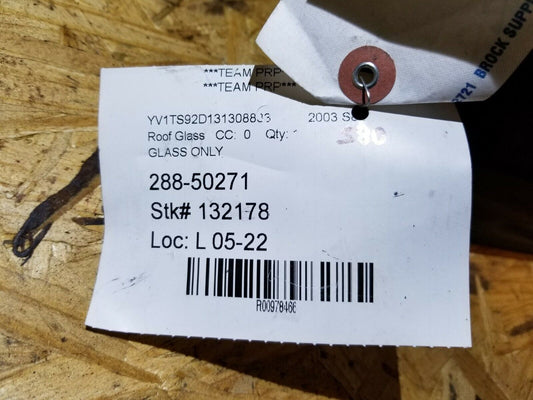 ***TEAM PRP
***TEAM PRP***
2003
Roof Glass CC: 0 Qty:
GLASS ONLY
288-50271
Stk# 132178
Loc: L 05-22
R00978466
S80
BROCK SUPP